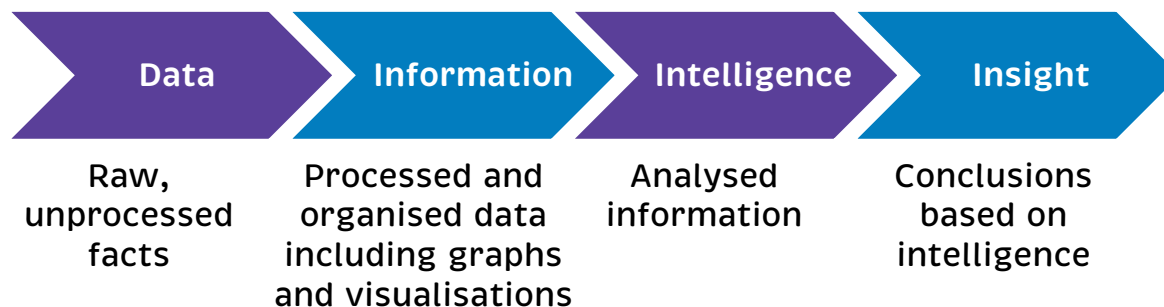 Data
Information
Intelligence
Insight
Raw,
unprocessed
facts
Processed and
organised data
including graphs
and visualisations
Analysed
information
Conclusions
based on
intelligence